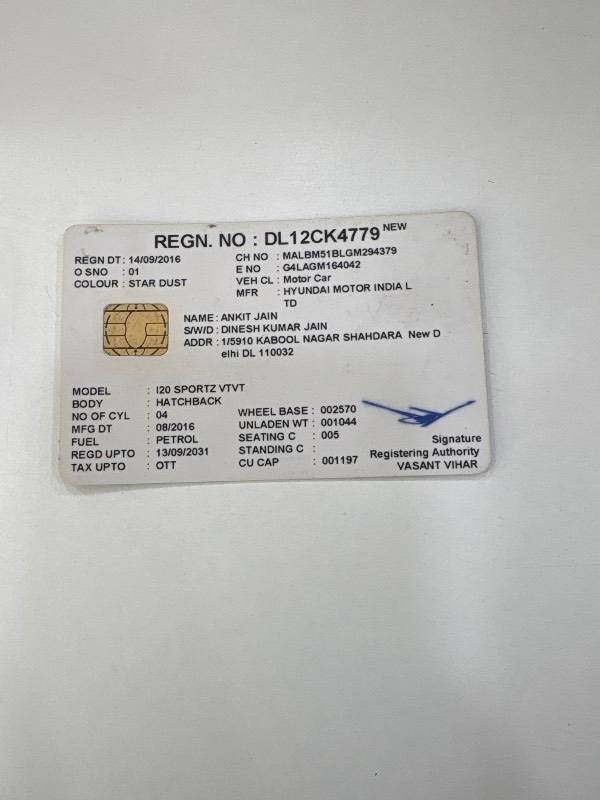 REGN. NO : DL12CK4779 NEW
REGN DT : 14/09/2016
O SNO : 01
COLOUR : STAR DUST
CH NO : MALBM51BLGM294379
E NO : G4LAGM164042
VEH CL : Motor Car
MFR : HYUNDAI MOTOR INDIA L
TD
NAME : ANKIT JAIN
S/W/D : DINESH KUMAR JAIN
ADDR : 1/5910 KABOOL NAGAR SHAHDARA New D
elhi DL 110032
MODEL : I20 SPORTZ VTVT
BODY : HATCHBACK
NO OF CYL : 04
MFG DT : 08/2016
FUEL : PETROL
REGD UPTO : 13/09/2031
TAX UPTO : OTT
WHEEL BASE : 002570
UNLADEN WT : 001044
SEATING C : 005
STANDING C :
CU CAP : 001197
Signature
Registering Authority
VASANT VIHAR